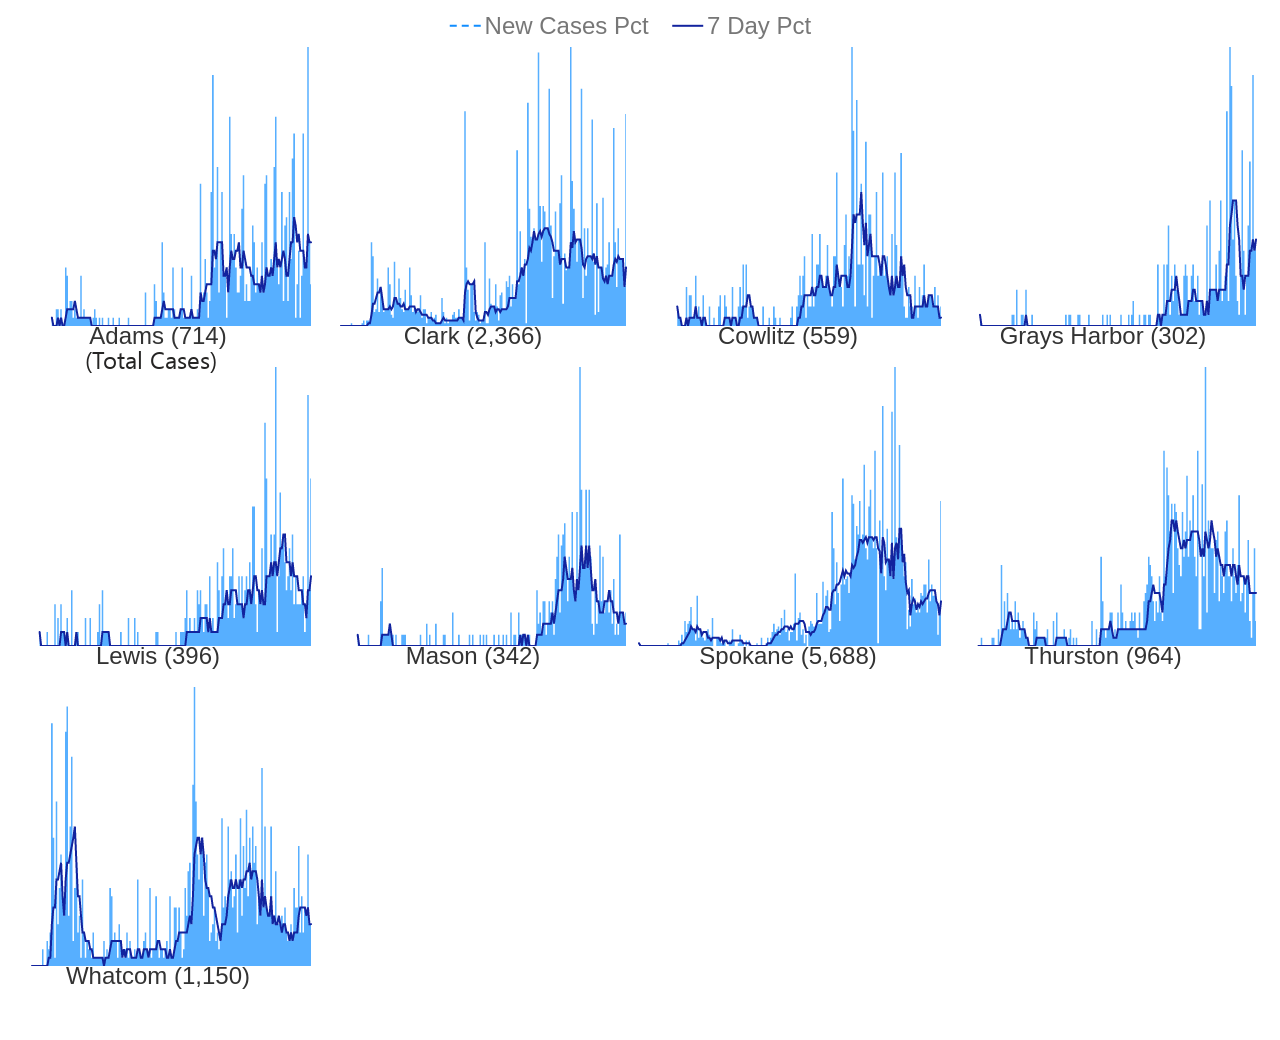 New Cases Pct 7 Day Pct
Adams (714) Clark (2,366) Cowlitz (559) Grays Harbor (302)
(Total Cases)
Lewis (396) Mason (342) Spokane (5,688) Thurston (964)
Whatcom (1,150)